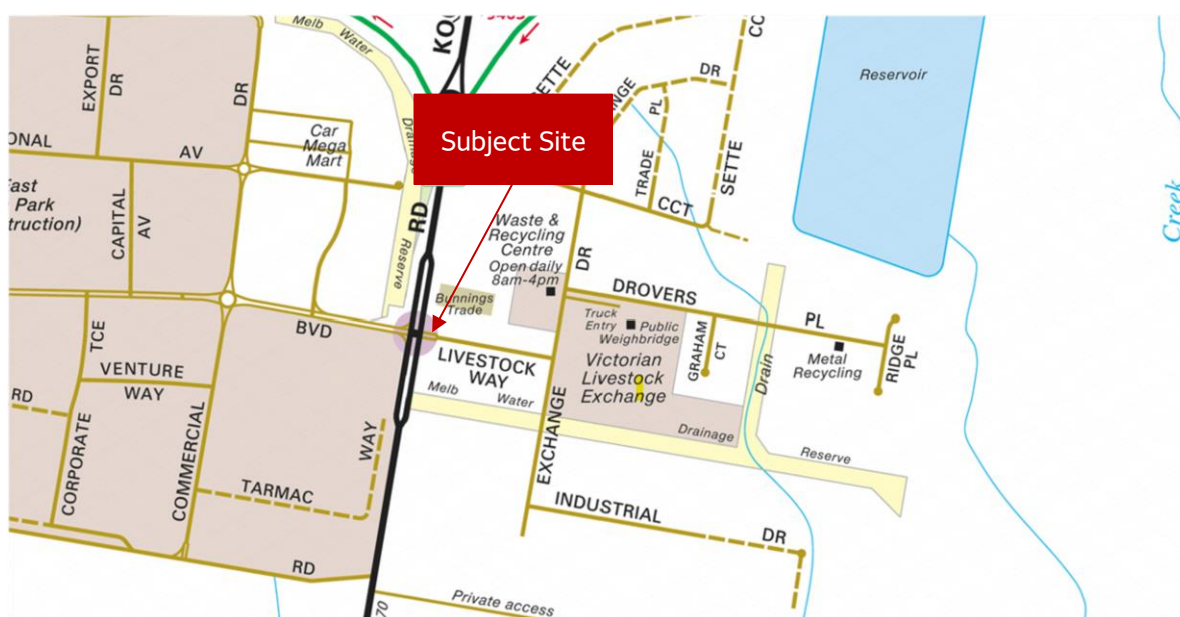 Melb
Water
KO
9403
EXPORT
DR
DR
ONAL
AV
Car
Mega
Mart
Drainage
Reserve
Subject Site
SETTE
DR
PL
TRADE
SETTE
CCT
Reservoir
Creek
East
Park
truction)
CAPITAL
AV
RD
Waste &
Recycling
Centre
Open daily
8am-4pm
DR
Bunnings
Trade
DROVERS
PL
Truck
Entry
Public
Weighbridge
GRAHAM
CT
Victorian
Livestock
Exchange
Drain
Metal
Recycling
RIDGE
PL
BVD
LIVESTOCK
WAY
Melb
Water
Drainage
Reserve
TCE
VENTURE
WAY
RD
CORPORATE
COMMERCIAL
WAY
TARMAC
EXCHANGE
INDUSTRIAL
DR
RD
Private access
70